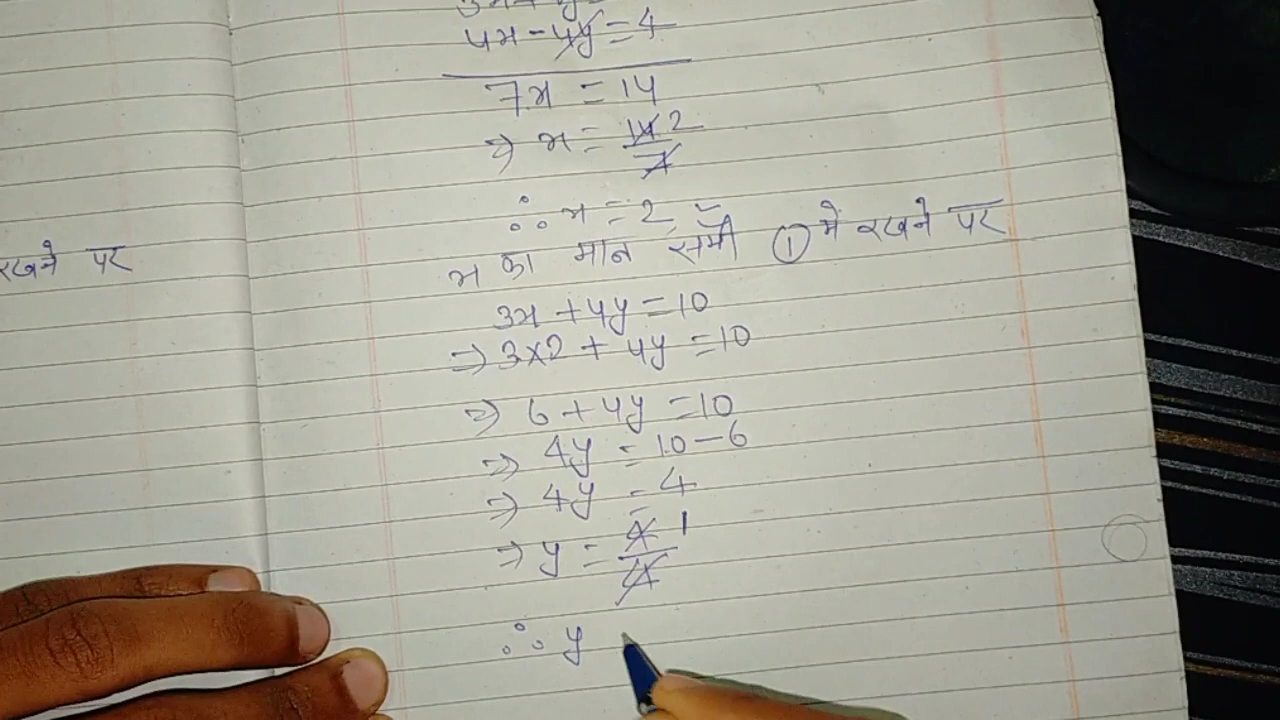 4x - 4y = 4
7x = 14
⇒ x = 14 2 / 7
∴ x = 2
x का मान समी ① में रखने पर
रखने पर
3x + 4y = 10
⇒ 3×2 + 4y = 10
⇒ 6 + 4y = 10
⇒ 4y = 10 - 6
⇒ 4y = 4
⇒ y = 4 1 / 4
∴ y